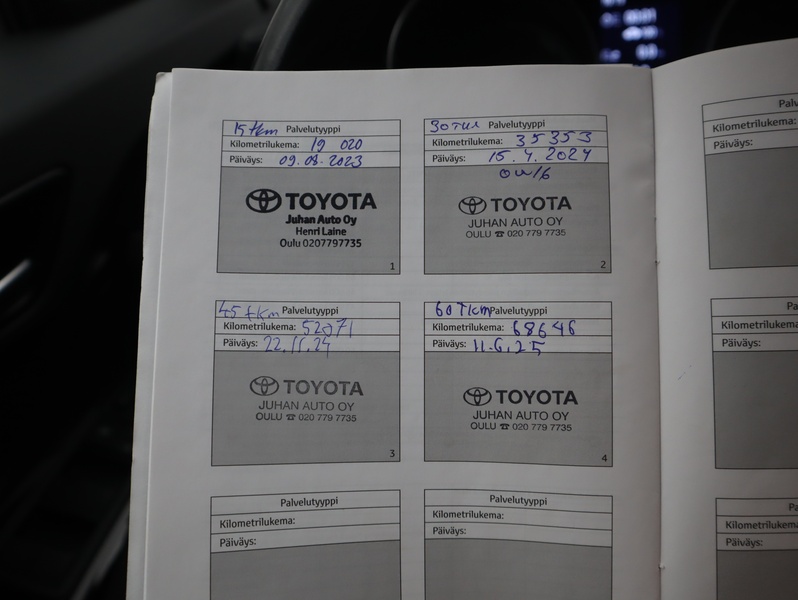 15 tkm Palvelutyyppi
Kilometrilukema: 19 020
Päiväys: 09.08.2023
TOYOTA
Juhan Auto Oy
Henri Laine
Oulu 0207797735
1
30 TKM Palvelutyyppi
Kilometrilukema: 35353
Päiväys: 15.4.2024
0W16
TOYOTA
JUHAN AUTO OY
OULU ☎ 020 779 7735
2
45 tkm Palvelutyyppi
Kilometrilukema: 52071
Päiväys: 22.11.24
TOYOTA
JUHAN AUTO OY
OULU ☎ 020 779 7735
3
60 Tkm Palvelutyyppi
Kilometrilukema: 68646
Päiväys: 11.6.25
TOYOTA
JUHAN AUTO OY
OULU ☎ 020 779 7735
4
Palvelutyyppi
Kilometrilukema:
Päiväys:
Palvelutyyppi
Kilometrilukema:
Päiväys:
Palv
Kilometrilukema:
Päiväys:
Pa
Kilometrilukema:
Päiväys:
Pa
Kilometrilukema
Päiväys: